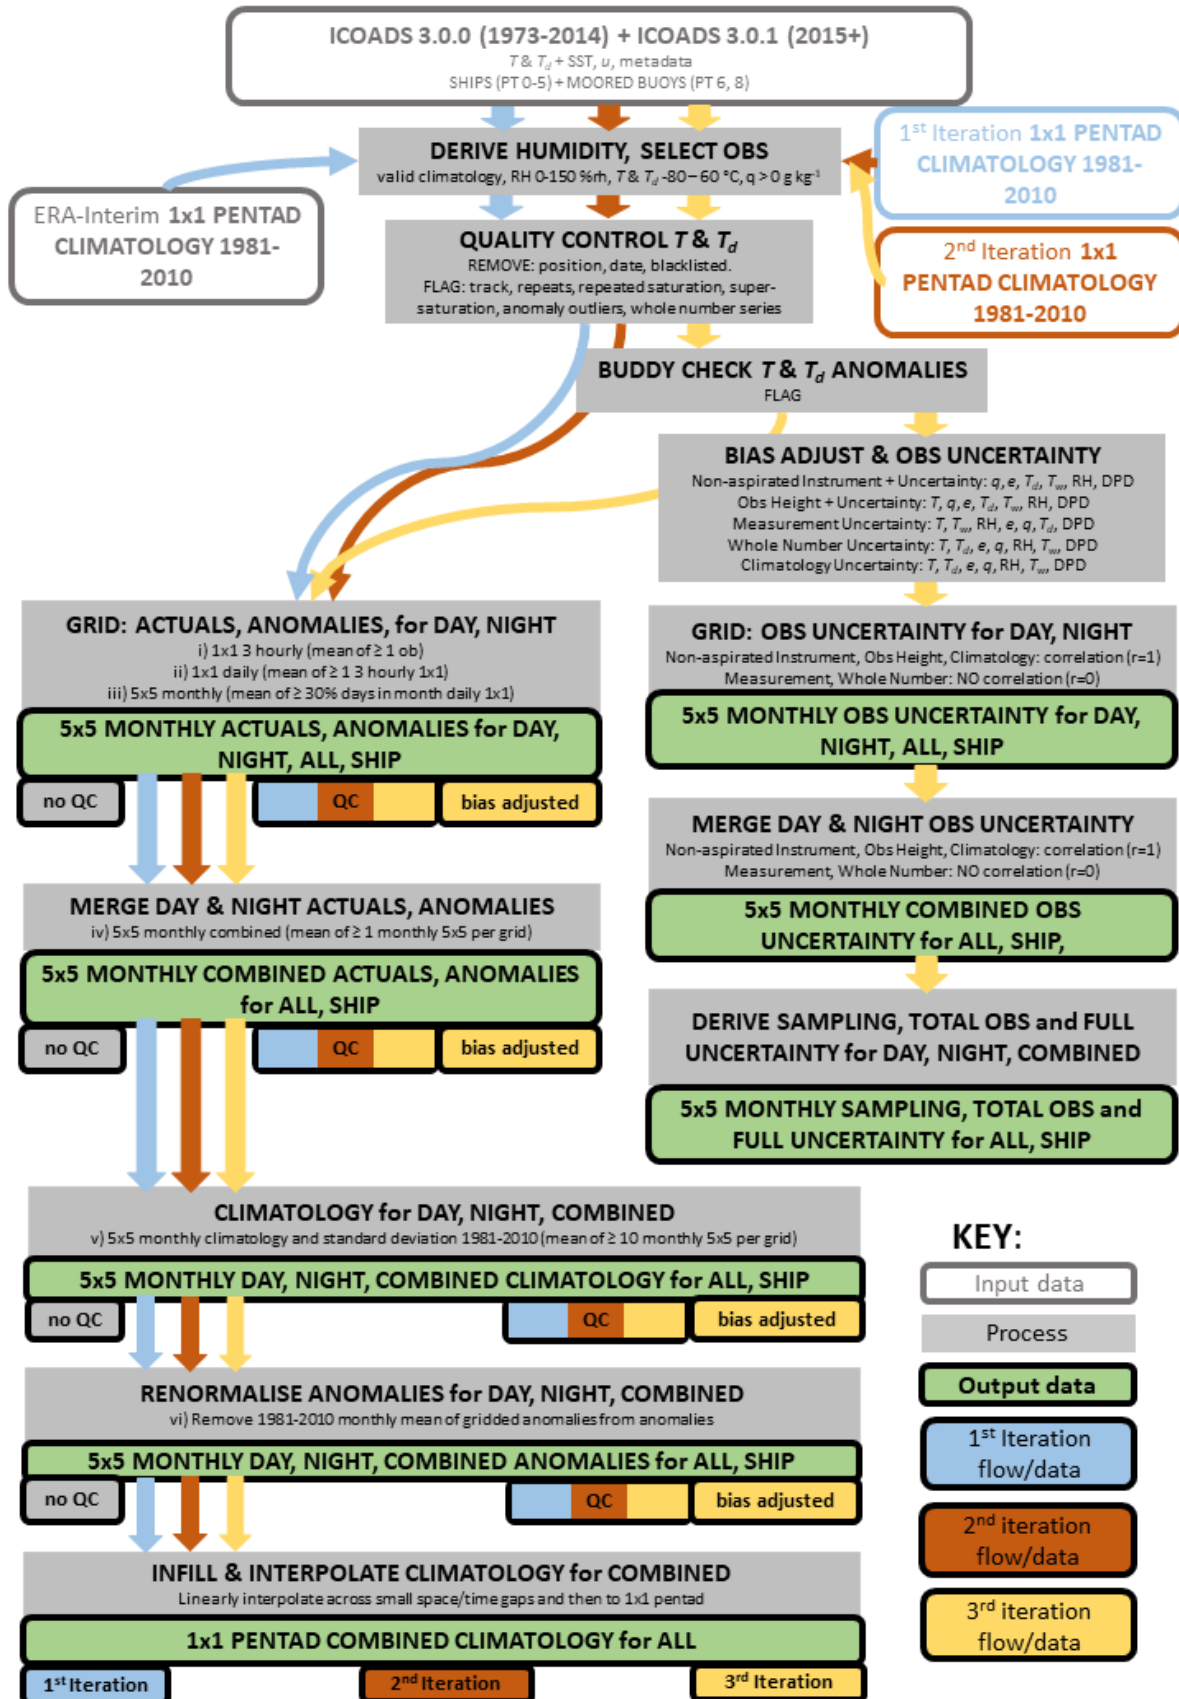 ICOADS 3.0.0 (1973-2014) + ICOADS 3.0.1 (2015+)
T & Td + SST, u, metadata
SHIPS (PT 0-5) + MOORED BUOYS (PT 6, 8)
DERIVE HUMIDITY, SELECT OBS
valid climatology, RH 0-150 %rh, T & Td -80 – 60 °C, q > 0 g kg-1
1st Iteration 1x1 PENTAD
CLIMATOLOGY 1981-
2010
ERA-Interim 1x1 PENTAD
CLIMATOLOGY 1981-
2010
2nd Iteration 1x1
PENTAD CLIMATOLOGY
1981-2010
QUALITY CONTROL T & Td
REMOVE: position, date, blacklisted.
FLAG: track, repeats, repeated saturation, super-
saturation, anomaly outliers, whole number series
BUDDY CHECK T & Td ANOMALIES
FLAG
BIAS ADJUST & OBS UNCERTAINTY
Non-aspirated Instrument + Uncertainty: q, e, Td, Tw, RH, DPD
Obs Height + Uncertainty: T, q, e, Td, Tw, RH, DPD
Measurement Uncertainty: T, Tw, RH, e, q, Td, DPD
Whole Number Uncertainty: T, Td, e, q, RH, Tw, DPD
Climatology Uncertainty: T, Td, e, q, RH, Tw, DPD
GRID: ACTUALS, ANOMALIES, for DAY, NIGHT
i) 1x1 3 hourly (mean of ≥ 1 ob)
ii) 1x1 daily (mean of ≥ 1 3 hourly 1x1)
iii) 5x5 monthly (mean of ≥ 30% days in month daily 1x1)
5x5 MONTHLY ACTUALS, ANOMALIES for DAY,
NIGHT, ALL, SHIP
no QC
QC
bias adjusted
GRID: OBS UNCERTAINTY for DAY, NIGHT
Non-aspirated Instrument, Obs Height, Climatology: correlation (r=1)
Measurement, Whole Number: NO correlation (r=0)
5x5 MONTHLY OBS UNCERTAINTY for DAY,
NIGHT, ALL, SHIP
MERGE DAY & NIGHT OBS UNCERTAINTY
Non-aspirated Instrument, Obs Height, Climatology: correlation (r=1)
Measurement, Whole Number: NO correlation (r=0)
5x5 MONTHLY COMBINED OBS
UNCERTAINTY for ALL, SHIP,
MERGE DAY & NIGHT ACTUALS, ANOMALIES
iv) 5x5 monthly combined (mean of ≥ 1 monthly 5x5 per grid)
5x5 MONTHLY COMBINED ACTUALS, ANOMALIES
for ALL, SHIP
no QC
QC
bias adjusted
DERIVE SAMPLING, TOTAL OBS and FULL
UNCERTAINTY for DAY, NIGHT, COMBINED
5x5 MONTHLY SAMPLING, TOTAL OBS and
FULL UNCERTAINTY for ALL, SHIP
CLIMATOLOGY for DAY, NIGHT, COMBINED
v) 5x5 monthly climatology and standard deviation 1981-2010 (mean of ≥ 10 monthly 5x5 per grid)
5x5 MONTHLY DAY, NIGHT, COMBINED CLIMATOLOGY for ALL, SHIP
no QC
QC
bias adjusted
RENORMALISE ANOMALIES for DAY, NIGHT, COMBINED
vi) Remove 1981-2010 monthly mean of gridded anomalies from anomalies
5x5 MONTHLY DAY, NIGHT, COMBINED ANOMALIES for ALL, SHIP
no QC
QC
bias adjusted
INFILL & INTERPOLATE CLIMATOLOGY for COMBINED
Linearly interpolate across small space/time gaps and then to 1x1 pentad
1x1 PENTAD COMBINED CLIMATOLOGY for ALL
1st Iteration
2nd Iteration
3rd Iteration
KEY:
Input data
Process
Output data
1st Iteration
flow/data
2nd iteration
flow/data
3rd iteration
flow/data